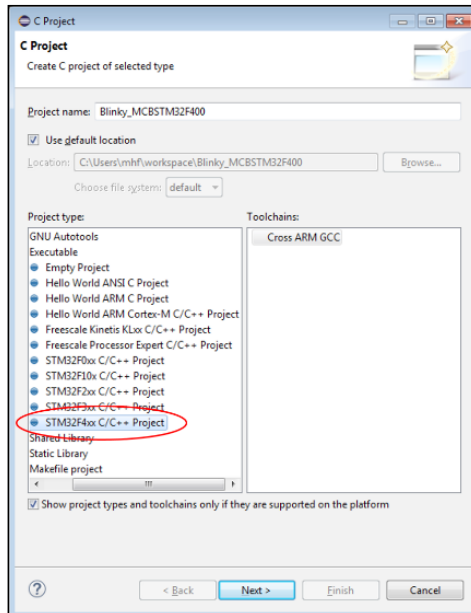 C Project
C Project
Create C project of selected type
Project name: Blinky_MCBSTM32F400
Use default location
Location: C:\Users\mhf\workspace\Blinky_MCBSTM32F400 Browse...
Choose file system: default
Project type: Toolchains:
GNU Autotools Cross ARM GCC
Executable
Empty Project
Hello World ANSI C Project
Hello World ARM C Project
Hello World ARM Cortex-M C/C++ Project
Freescale Kinetis KLxx C/C++ Project
Freescale Processor Expert C/C++ Project
STM32F0xx C/C++ Project
STM32F10x C/C++ Project
STM32F2xx C/C++ Project
STM32F3xx C/C++ Project
STM32F4xx C/C++ Project
Shared Library
Static Library
Makefile project
Show project types and toolchains only if they are supported on the platform
? < Back Next > Finish Cancel